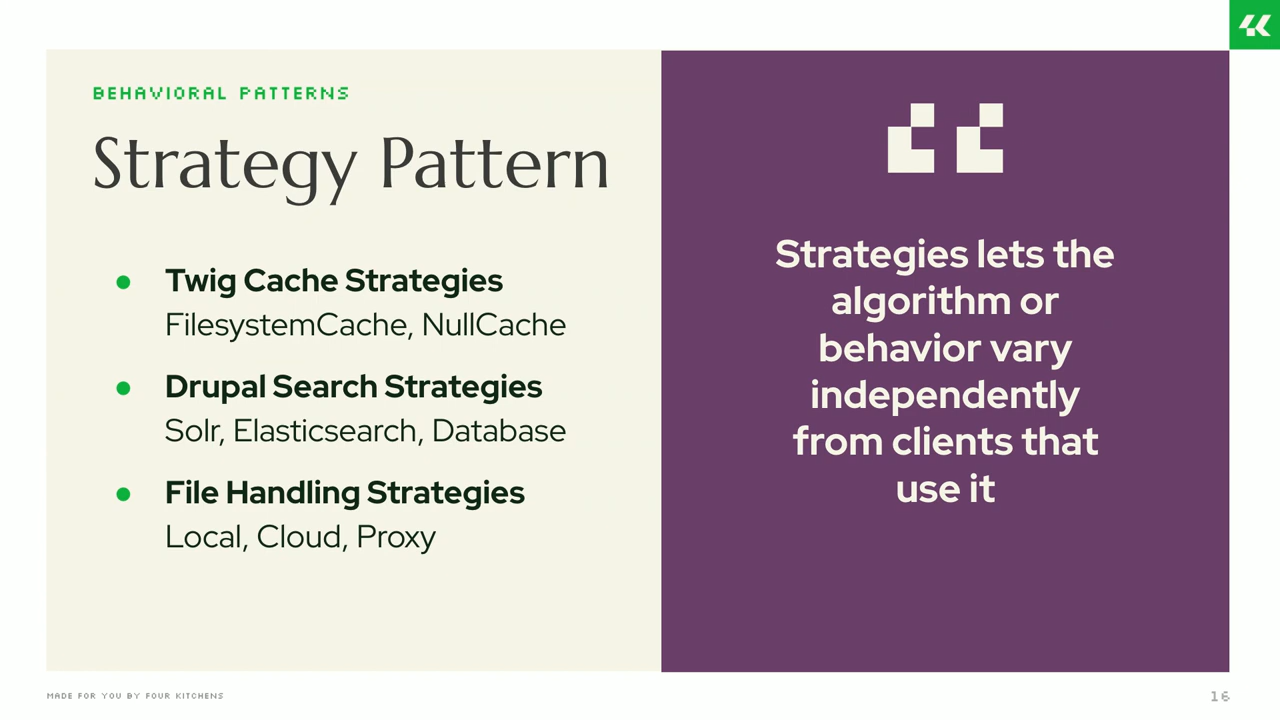 BEHAVIORAL PATTERNS
Strategy Pattern
● Twig Cache Strategies
FilesystemCache, NullCache
● Drupal Search Strategies
Solr, Elasticsearch, Database
● File Handling Strategies
Local, Cloud, Proxy
Strategies lets the
algorithm or
behavior vary
independently
from clients that
use it
MADE FOR YOU BY FOUR KITCHENS
16